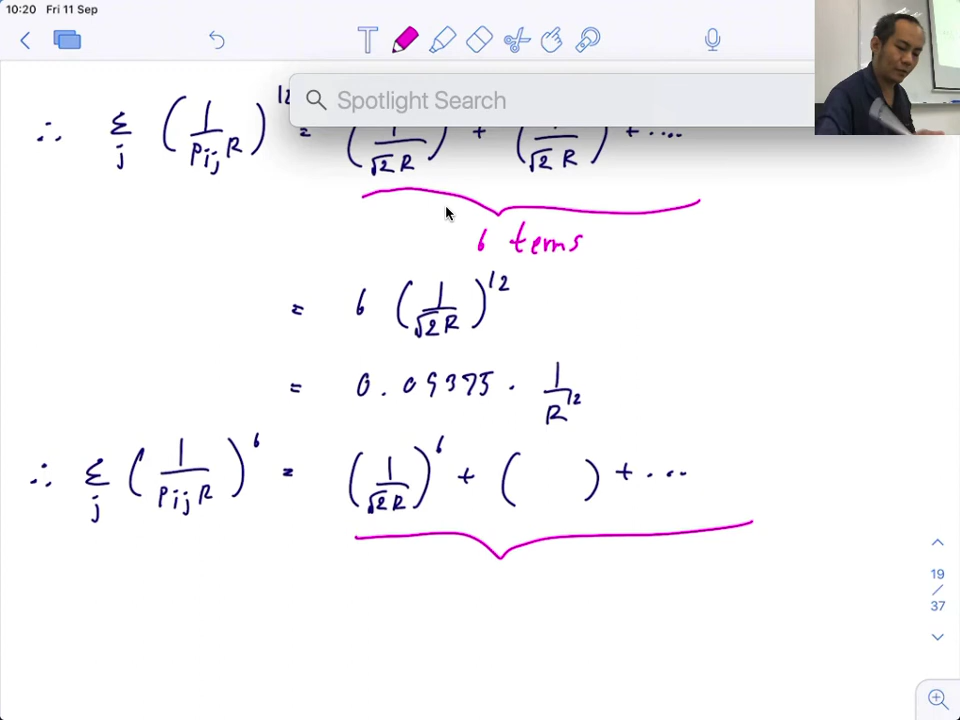 10:20 Fri 11 Sep
T
Spotlight Search
∴ Σ_j (1/(p_ij R))^12 = (1/(√2 R)) + (1/(√2 R)) + ....
6 terms
= 6 (1/(√2 R))^12
= 0.09375 · 1/R^12
∴ Σ_j (1/(p_ij R))^6 = (1/(√2 R))^6 + ( ) + ...
19
/
37